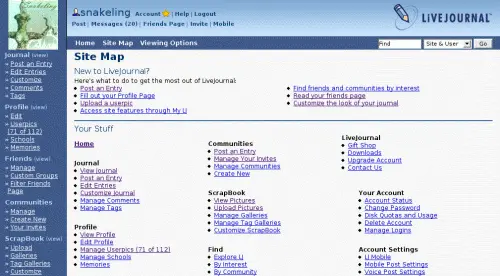 Snakeling
snakeling Account Help | Logout
Post | Messages (20) | Friends Page | Invite | Mobile
LIVEJOURNAL
Home Site Map Viewing Options
Find Site & User Go
Journal (view)
» Post an Entry
» Edit Entries
» Customize
» Comments
» Tags
Profile (view)
» Edit
» Userpics
(71 of 112)
» Schools
» Memories
Friends (view)
» Manage
» Custom Groups
» Filter Friends
Page
Communities
» Manage
» Create New
» Your Invites
ScrapBook (view)
» Upload
» Galleries
» Tag Galleries
» Customize
Site Map
New to LiveJournal?
Here's what to do to get the most out of LiveJournal:
Post an Entry
Fill out your Profile Page
Upload a userpic
Access site features through My LJ
Find friends and communities by interest
Read your friends page
Customize the look of your journal
Your Stuff
Home
Journal
View Journal
Post an Entry
Edit Entries
Customize Journal
Manage Comments
Manage Tags
Profile
View Profile
Edit Profile
Manage Userpics (71 of 112)
Manage Schools
Memories
Communities
Post an Entry
Manage Your Invites
Manage Communities
Create New
ScrapBook
View Pictures
Upload Pictures
Manage Galleries
Manage Tag Galleries
Customize ScrapBook
Find
Explore LJ
By Interest
By Community
LiveJournal
Gift Shop
Downloads
Upgrade Account
Contact Us
Your Account
Account Status
Change Password
Disk Quotas and Usage
Manage Logins
Account Settings
LJ Mobile
Mobile Post Settings
Voice Post Settings